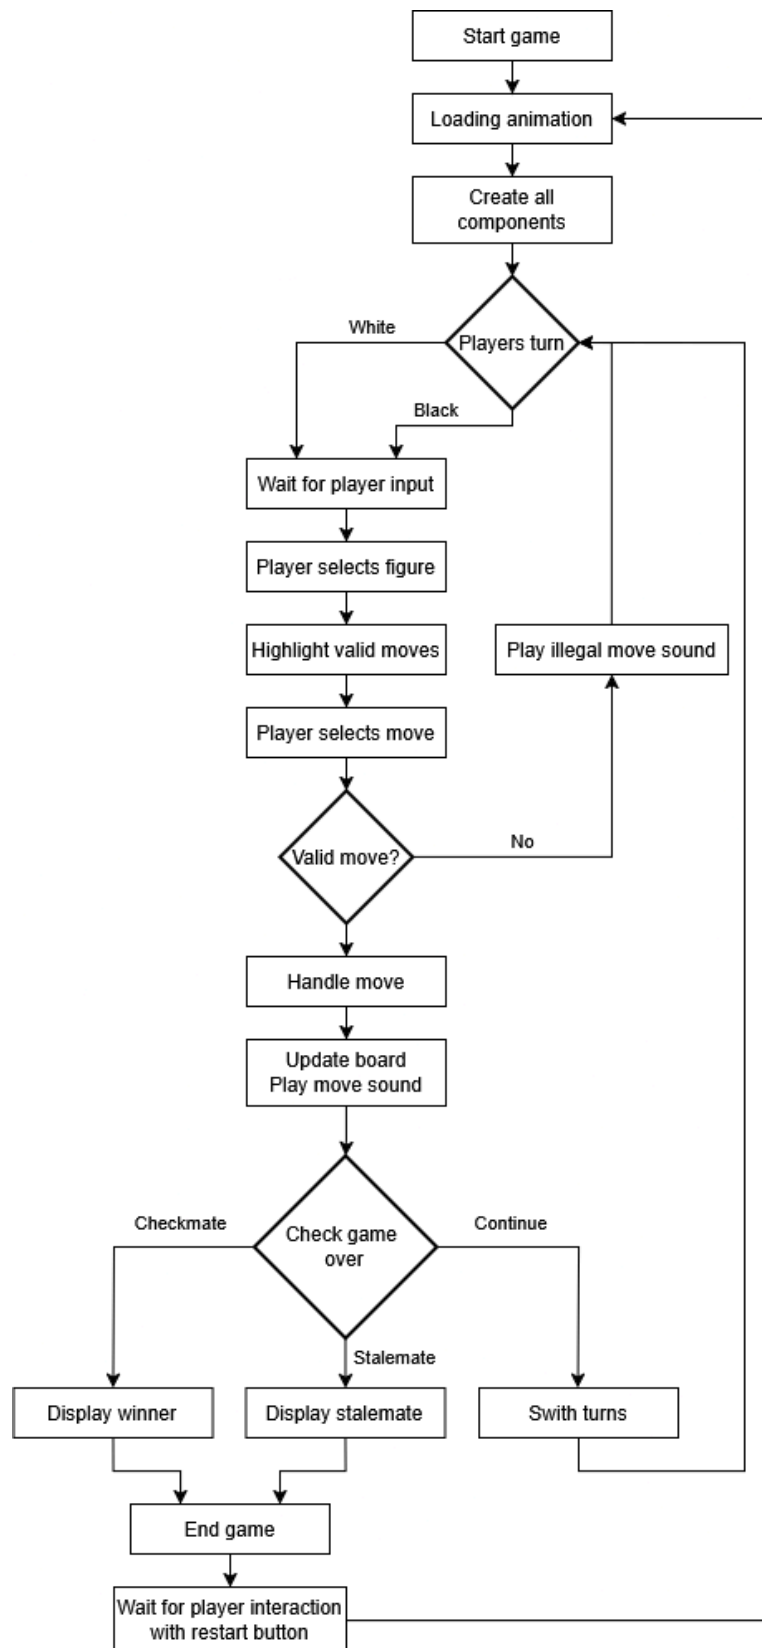 Start game
Loading animation
Create all
components
White
Players turn
Black
Wait for player input
Player selects figure
Highlight valid moves
Play illegal move sound
Player selects move
No
Valid move?
Handle move
Update board
Play move sound
Checkmate
Continue
Check game
over
Stalemate
Display winner
Display stalemate
Swith turns
End game
Wait for player interaction
with restart button